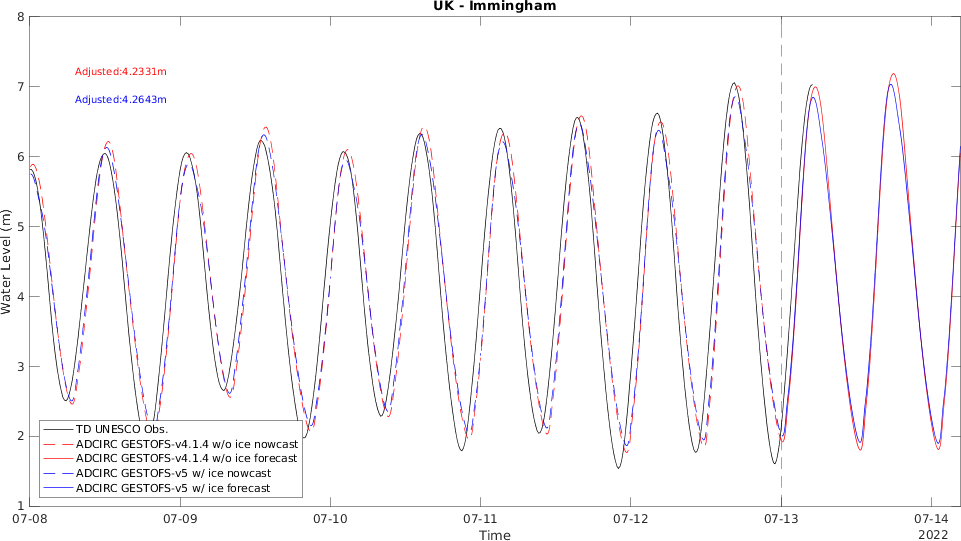 UK - Immingham
8
7
6
5
4
3
2
1
Water Level (m)
Adjusted:4.2331m
Adjusted:4.2643m
TD UNESCO Obs.
ADCIRC GESTOFS-v4.1.4 w/o ice nowcast
ADCIRC GESTOFS-v4.1.4 w/o ice forecast
ADCIRC GESTOFS-v5 w/ ice nowcast
ADCIRC GESTOFS-v5 w/ ice forecast
07-08 07-09 07-10 07-11 07-12 07-13 07-14
Time
2022